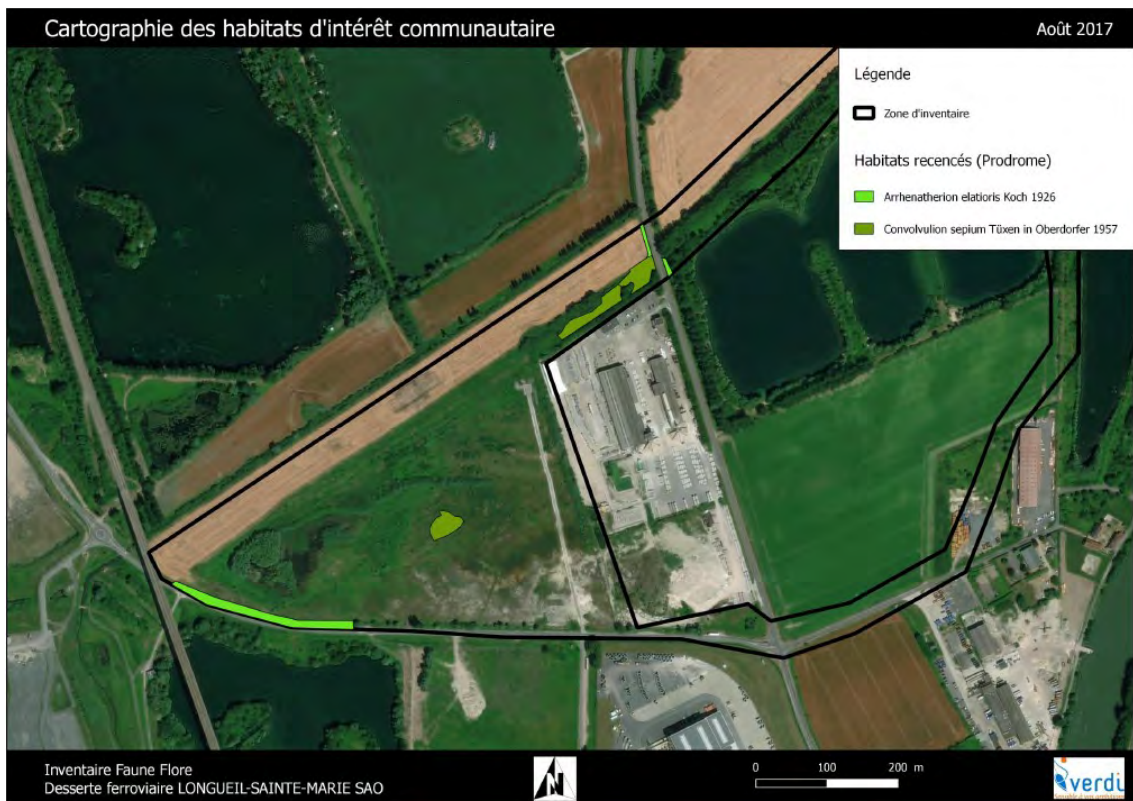 Cartographie des habitats d'intérêt communautaire
Août 2017
Légende
Zone d'inventaire
Habitats recencés (Prodrome)
Arrhenatherion elatioris Koch 1926
Convolvulion sepium Tüxen in Oberdorfer 1957
Inventaire Faune Flore
Desserte ferroviaire LONGUEIL-SAINTE-MARIE SAO
N
0 100 200 m
verdi